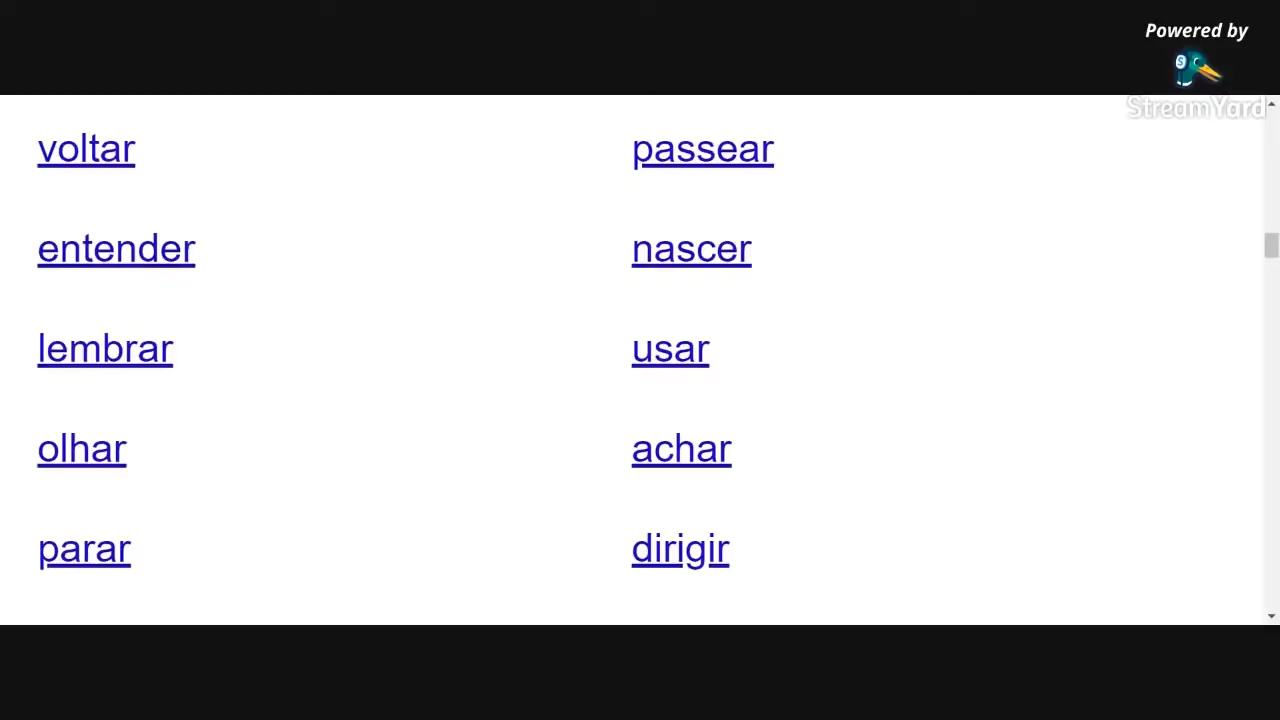 Powered by
StreamYard
voltar
passear
entender
nascer
lembrar
usar
olhar
achar
parar
dirigir